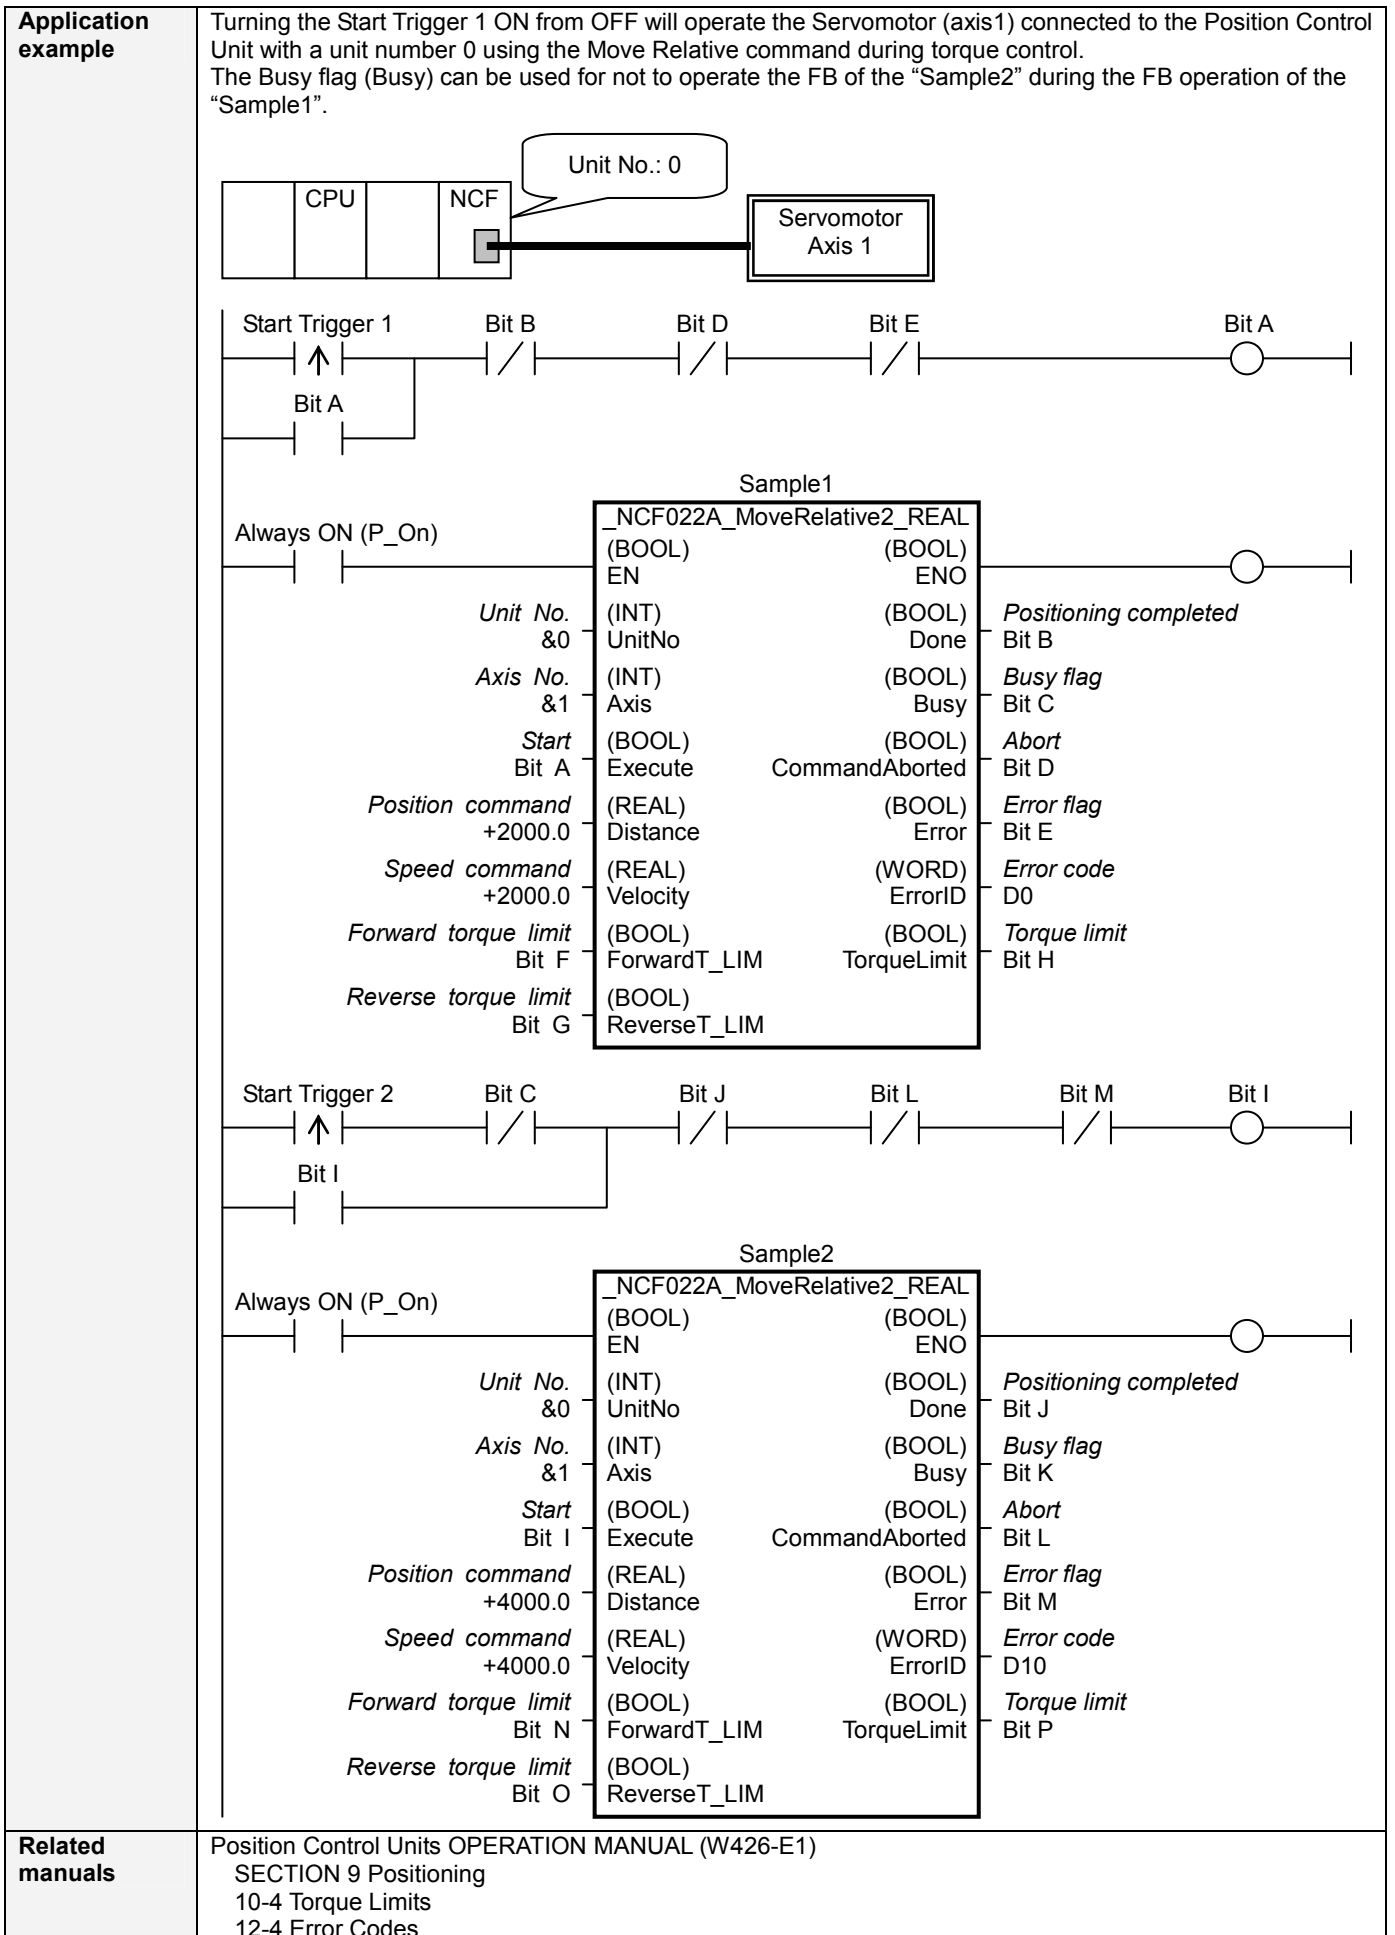 Application
example
Turning the Start Trigger 1 ON from OFF will operate the Servomotor (axis1) connected to the Position Control
Unit with a unit number 0 using the Move Relative command during torque control.
The Busy flag (Busy) can be used for not to operate the FB of the “Sample2” during the FB operation of the
“Sample1”.
Unit No.: 0
CPU
NCF
Servomotor
Axis 1
Start Trigger 1
Bit B
Bit D
Bit E
Bit A
Bit A
Sample1
Always ON (P_On)
_NCF022A_MoveRelative2_REAL
(BOOL) (BOOL)
EN ENO
Unit No. (INT) (BOOL) Positioning completed
&0 UnitNo Done Bit B
Axis No. (INT) (BOOL) Busy flag
&1 Axis Busy Bit C
Start (BOOL) (BOOL) Abort
Bit A Execute CommandAborted Bit D
Position command (REAL) (BOOL) Error flag
+2000.0 Distance Error Bit E
Speed command (REAL) (WORD) Error code
+2000.0 Velocity ErrorID D0
Forward torque limit (BOOL) (BOOL) Torque limit
Bit F ForwardT_LIM TorqueLimit Bit H
Reverse torque limit (BOOL)
Bit G ReverseT_LIM
Start Trigger 2
Bit C
Bit J
Bit L
Bit M
Bit I
Bit I
Sample2
Always ON (P_On)
_NCF022A_MoveRelative2_REAL
(BOOL) (BOOL)
EN ENO
Unit No. (INT) (BOOL) Positioning completed
&0 UnitNo Done Bit J
Axis No. (INT) (BOOL) Busy flag
&1 Axis Busy Bit K
Start (BOOL) (BOOL) Abort
Bit I Execute CommandAborted Bit L
Position command (REAL) (BOOL) Error flag
+4000.0 Distance Error Bit M
Speed command (REAL) (WORD) Error code
+4000.0 Velocity ErrorID D10
Forward torque limit (BOOL) (BOOL) Torque limit
Bit N ForwardT_LIM TorqueLimit Bit P
Reverse torque limit (BOOL)
Bit O ReverseT_LIM
Related
manuals
Position Control Units OPERATION MANUAL (W426-E1)
SECTION 9 Positioning
10-4 Torque Limits
12-4 Error Codes